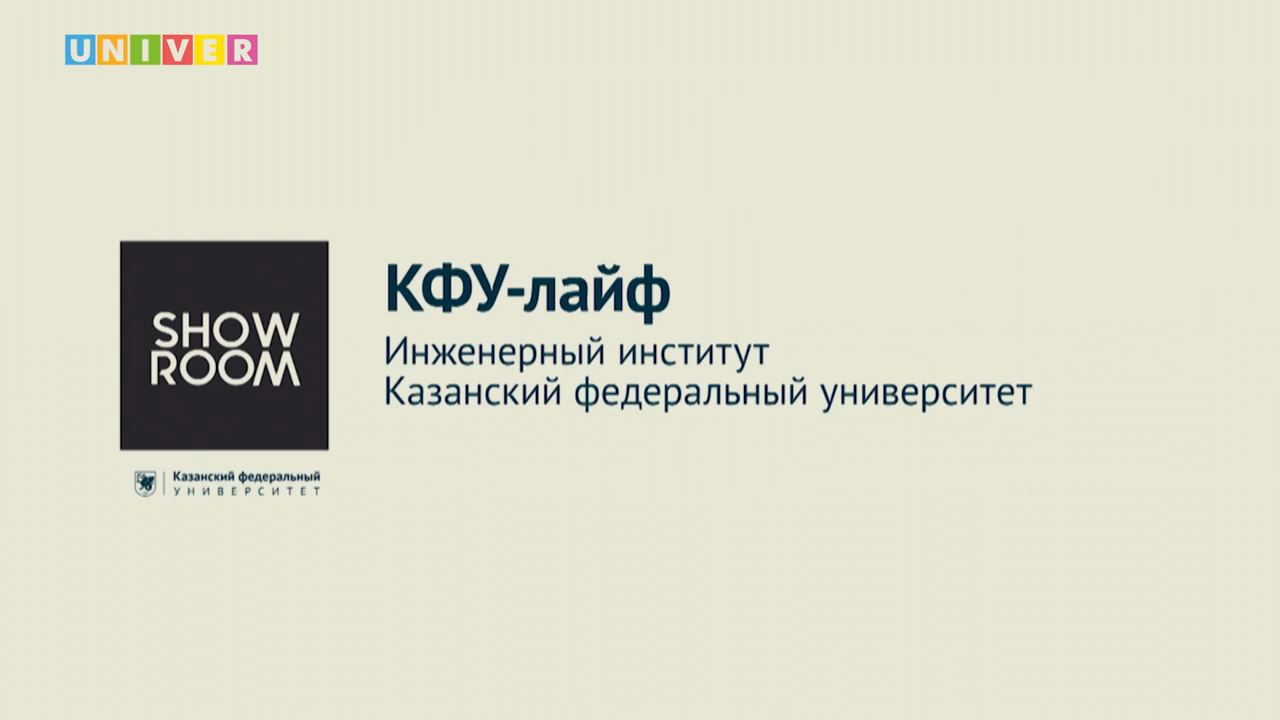 UNIVER
SHOW
ROOM
КФУ-лайф
Инженерный институт
Казанский федеральный университет
Казанский федеральный
УНИВЕРСИТЕТ